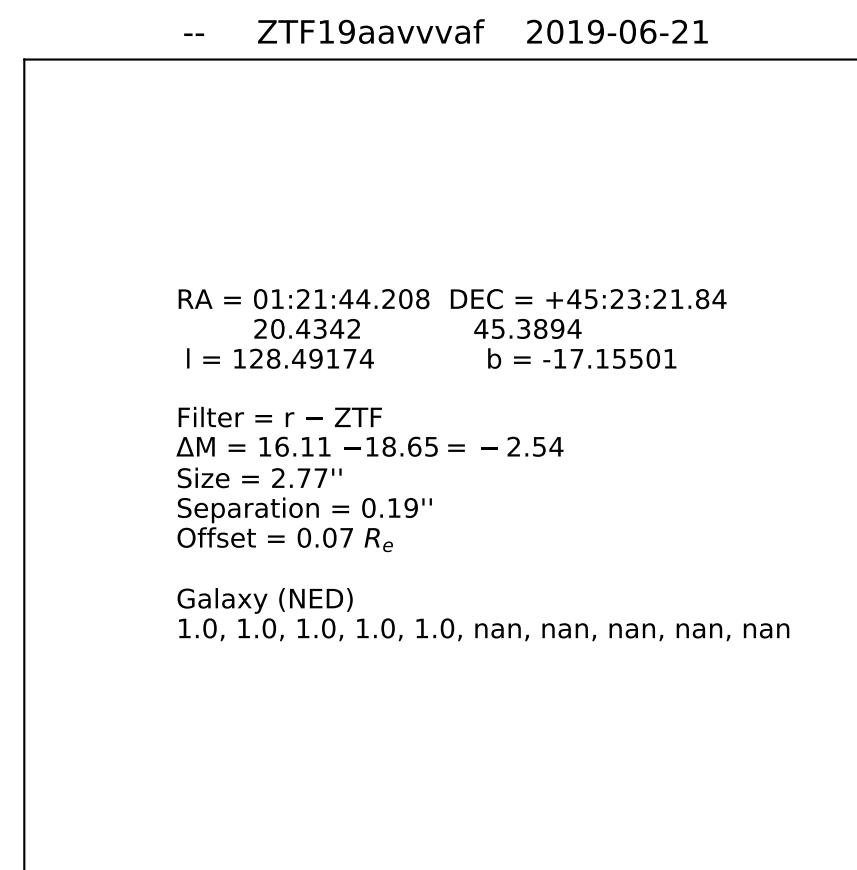 -- ZTF19aavvvaf 2019-06-21
RA = 01:21:44.208 DEC = +45:23:21.84
20.4342 45.3894
l = 128.49174 b = -17.15501
Filter = r − ZTF
ΔM = 16.11 −18.65 = −2.54
Size = 2.77''
Separation = 0.19''
Offset = 0.07 Re
Galaxy (NED)
1.0, 1.0, 1.0, 1.0, 1.0, nan, nan, nan, nan, nan